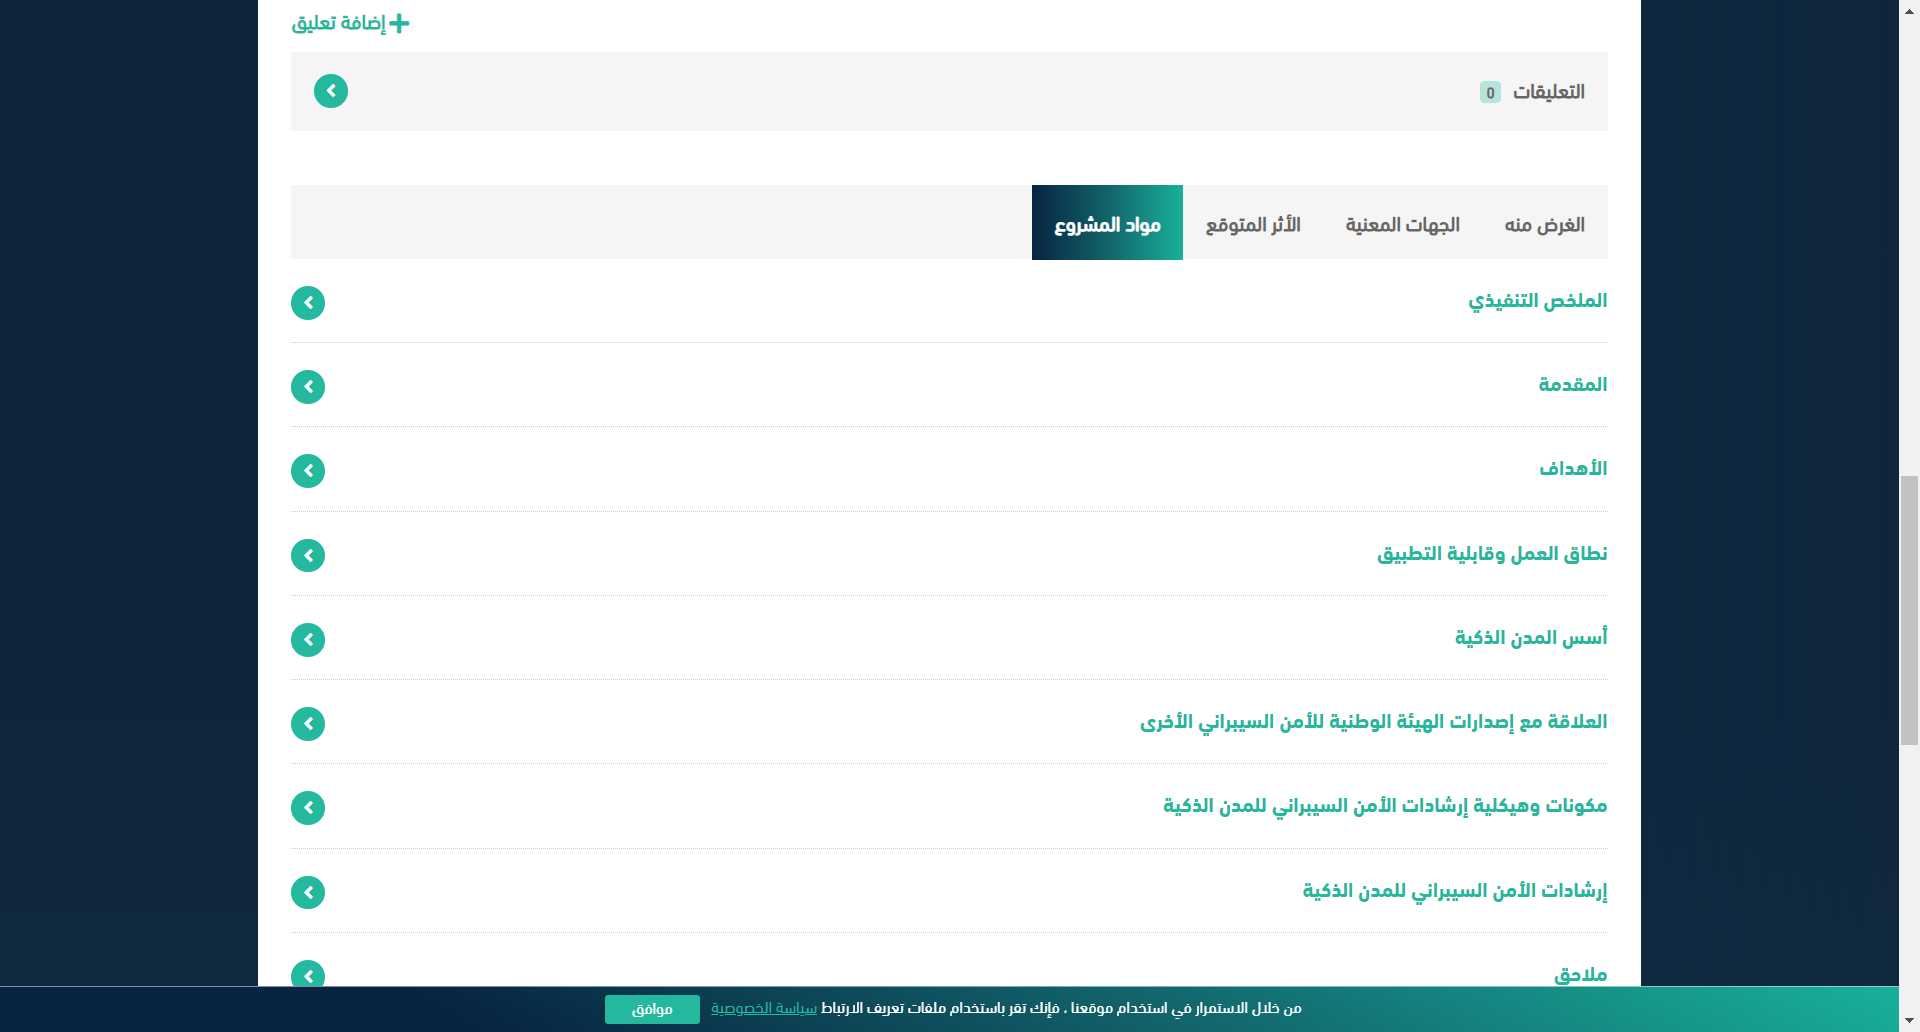 إضافة تعليق
التعليقات 0
الغرض منه الجهات المعنية الأثر المتوقع مواد المشروع
الملخص التنفيذي
المقدمة
الأهداف
نطاق العمل وقابلية التطبيق
أسس المدن الذكية
العلاقة مع إصدارات الهيئة الوطنية للأمن السيبراني الأخرى
مكونات وهيكلية إرشادات الأمن السيبراني للمدن الذكية
إرشادات الأمن السيبراني للمدن الذكية
ملاحق
من خلال الاستمرار في استخدام موقعنا ، فإنك تقر باستخدام ملفات تعريف الارتباط سياسة الخصوصية موافق